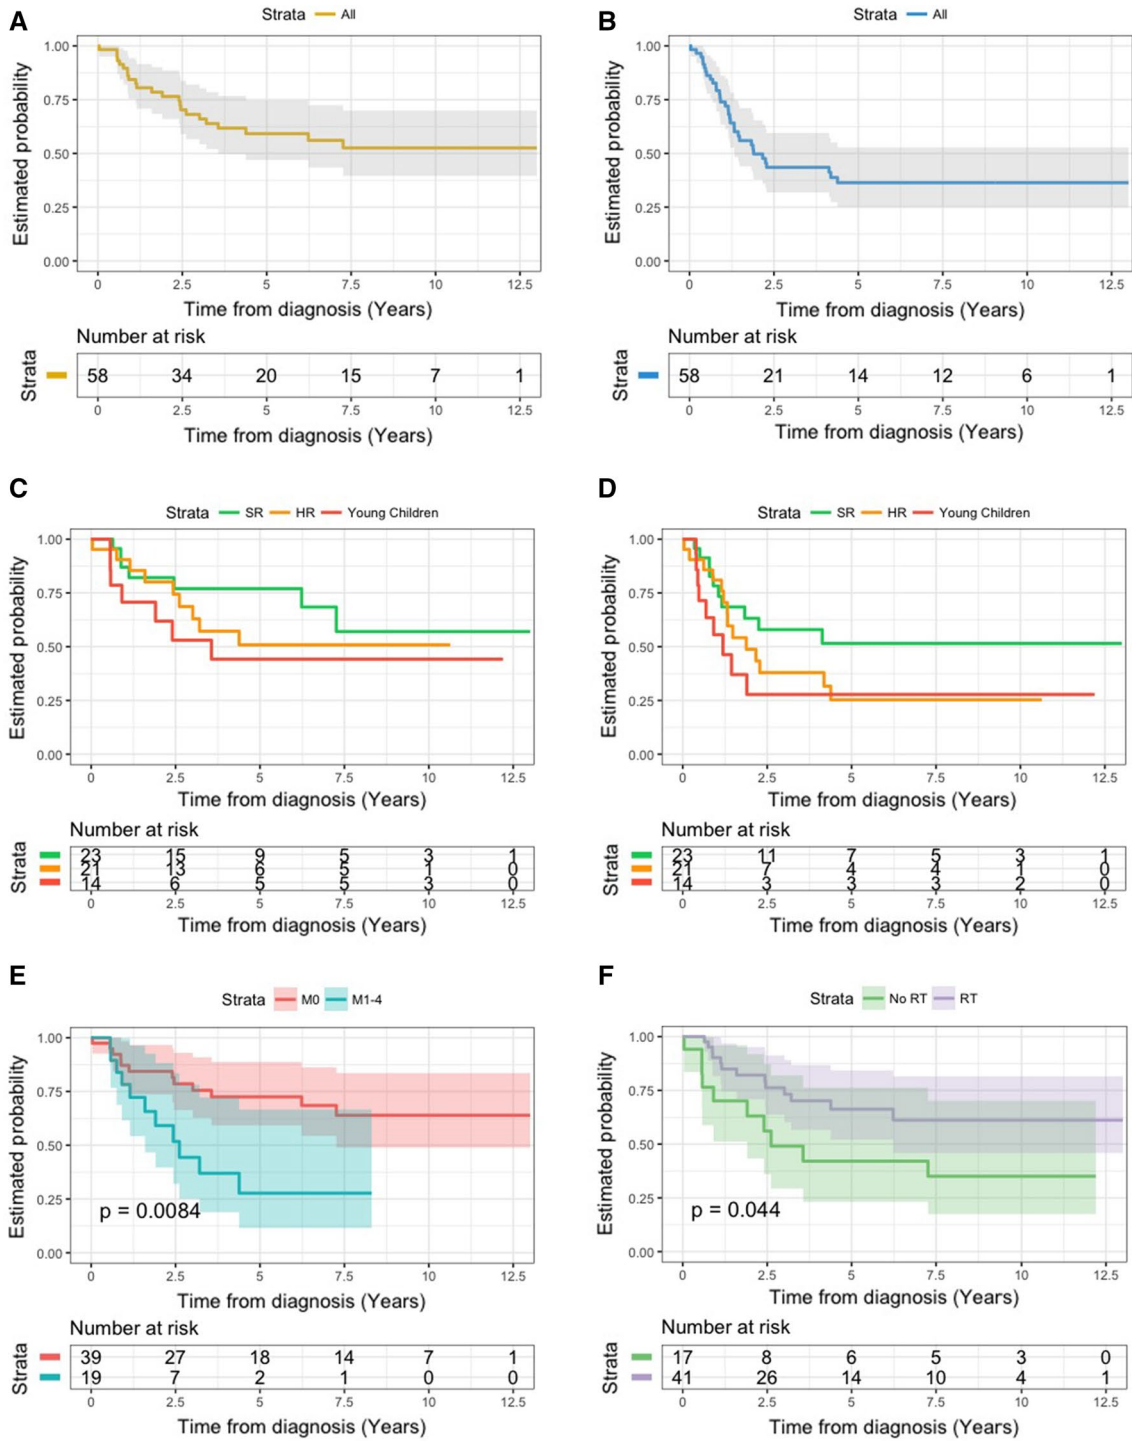 A
Strata All
Estimated probability
1.00
0.75
0.50
0.25
0.00
0 2.5 5 7.5 10 12.5
Time from diagnosis (Years)
Number at risk
Strata
58 34 20 15 7 1
0 2.5 5 7.5 10 12.5
Time from diagnosis (Years)
B
Strata All
Estimated probability
1.00
0.75
0.50
0.25
0.00
0 2.5 5 7.5 10 12.5
Time from diagnosis (Years)
Number at risk
Strata
58 21 14 12 6 1
0 2.5 5 7.5 10 12.5
Time from diagnosis (Years)
C
Strata SR HR Young Children
Estimated probability
1.00
0.75
0.50
0.25
0.00
0 2.5 5 7.5 10 12.5
Time from diagnosis (Years)
Number at risk
Strata
23 15 9 5 3 1
21 13 6 5 1 0
14 6 5 5 3 0
0 2.5 5 7.5 10 12.5
Time from diagnosis (Years)
D
Strata SR HR Young Children
Estimated probability
1.00
0.75
0.50
0.25
0.00
0 2.5 5 7.5 10 12.5
Time from diagnosis (Years)
Number at risk
Strata
23 11 7 5 3 1
21 7 4 4 1 0
14 3 3 3 2 0
0 2.5 5 7.5 10 12.5
Time from diagnosis (Years)
E
Strata M0 M1-4
Estimated probability
1.00
0.75
0.50
0.25
0.00
p = 0.0084
0 2.5 5 7.5 10 12.5
Time from diagnosis (Years)
Number at risk
Strata
39 27 18 14 7 1
19 7 2 1 0 0
0 2.5 5 7.5 10 12.5
Time from diagnosis (Years)
F
Strata No RT RT
Estimated probability
1.00
0.75
0.50
0.25
0.00
p = 0.044
0 2.5 5 7.5 10 12.5
Time from diagnosis (Years)
Number at risk
Strata
17 8 6 5 3 0
41 26 14 10 4 1
0 2.5 5 7.5 10 12.5
Time from diagnosis (Years)